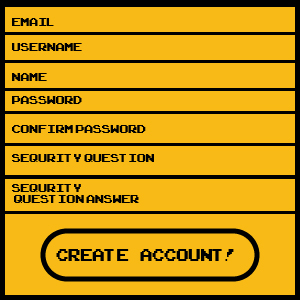 EMAIL
USERNAME
NAME
PASSWORD
CONFIRM PASSWORD
SEQURITY QUESTION
SEQURITY
QUESTION ANSWER
CREATE ACCOUNT!